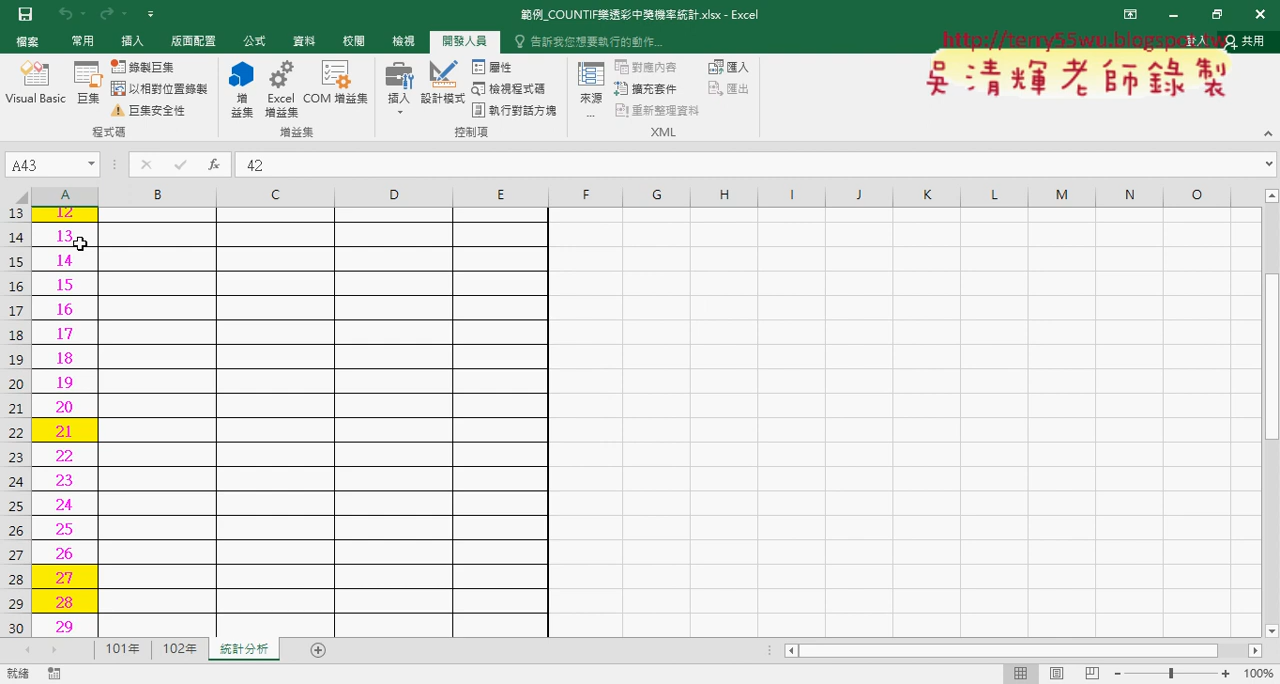 範例_COUNTIF樂透彩中獎機率統計.xlsx - Excel
檔案 常用 插入 版面配置 公式 資料 校閱 檢視 開發人員 告訴我您想要執行的動作... 登入 共用
http://terry55wu.blogspot.tw
吳清輝老師錄製
Visual Basic 巨集 錄製巨集 以相對位置錄製 巨集安全性
增益集 Excel 增益集 COM 增益集
插入 設計模式 屬性 檢視程式碼 執行對話方塊
來源... 對應內容 擴充套件 重新整理資料 匯入 匯出
程式碼 增益集 控制項 XML
A43 fx 42
A B C D E F G H I J K L M N O
13 12
14 13
15 14
16 15
17 16
18 17
19 18
20 19
21 20
22 21
23 22
24 23
25 24
26 25
27 26
28 27
29 28
30 29
101年 102年 統計分析
就緒 100%